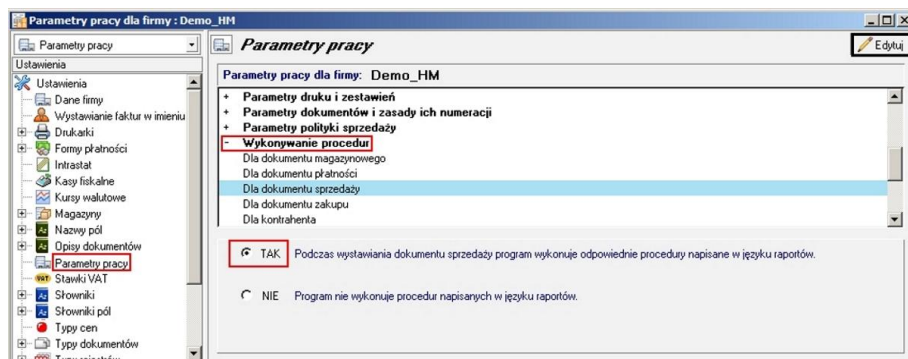 Parametry pracy dla firmy : Demo_HM
Parametry pracy
Ustawienia
Ustawienia
Dane firmy
Wystawianie faktur w imieniu
Drukarki
Formy płatności
Intrastat
Kasy fiskalne
Kursy walutowe
Magazyny
Nazwy pól
Opisy dokumentów
Parametry pracy
Stawki VAT
Słowniki
Słowniki pól
Typy cen
Typy dokumentów
Parametry pracy
Edytuj
Parametry pracy dla firmy: Demo_HM
+ Parametry druku i zestawień
+ Parametry dokumentów i zasady ich numeracji
+ Parametry polityki sprzedaży
- Wykonywanie procedur
Dla dokumentu magazynowego
Dla dokumentu płatności
Dla dokumentu sprzedaży
Dla dokumentu zakupu
Dla kontrahenta
TAK Podczas wystawiania dokumentu sprzedaży program wykonuje odpowiednie procedury napisane w języku raportów.
NIE Program nie wykonuje procedur napisanych w języku raportów.